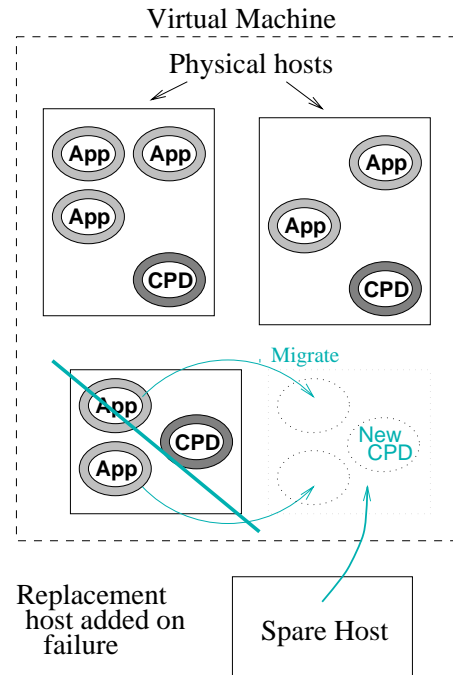 Virtual Machine
Physical hosts
App App
App
App
App
CPD
CPD
Migrate
App
CPD
App
New
CPD
Replacement
host added on
failure
Spare Host